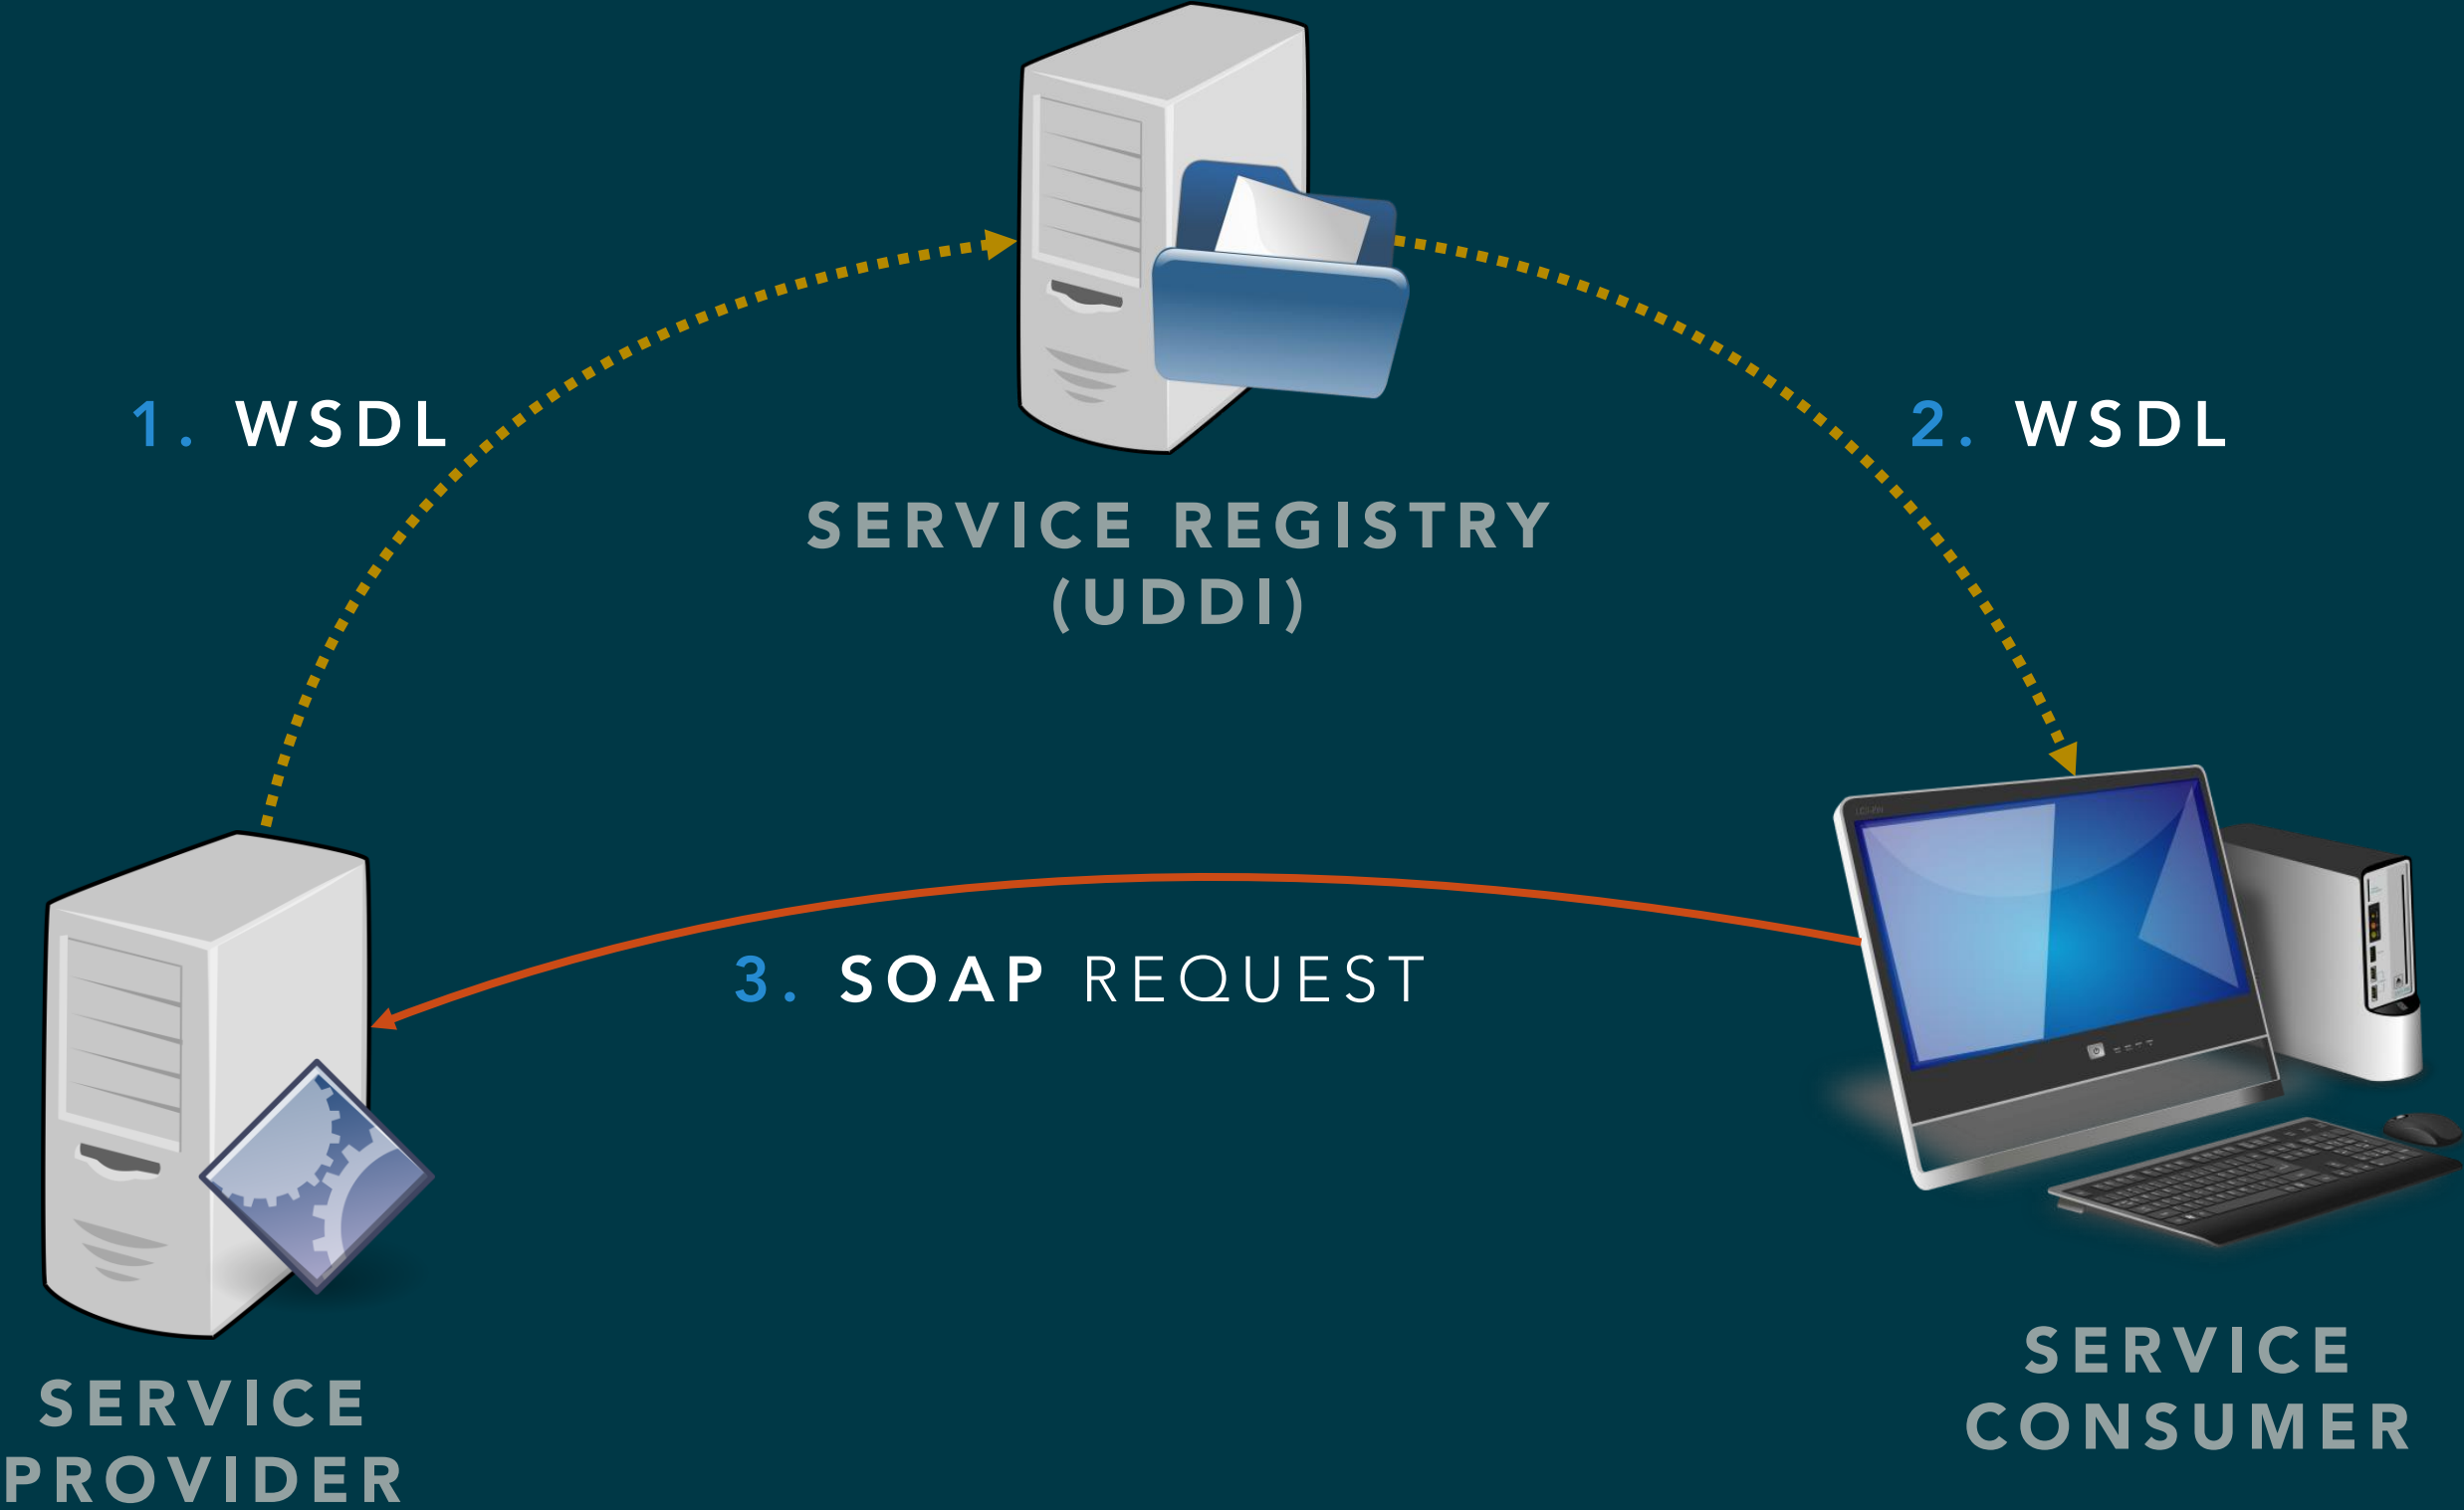 1. WSDL
2. WSDL
SERVICE REGISTRY
(UDDI)
3. SOAP REQUEST
SERVICE
PROVIDER
SERVICE
CONSUMER